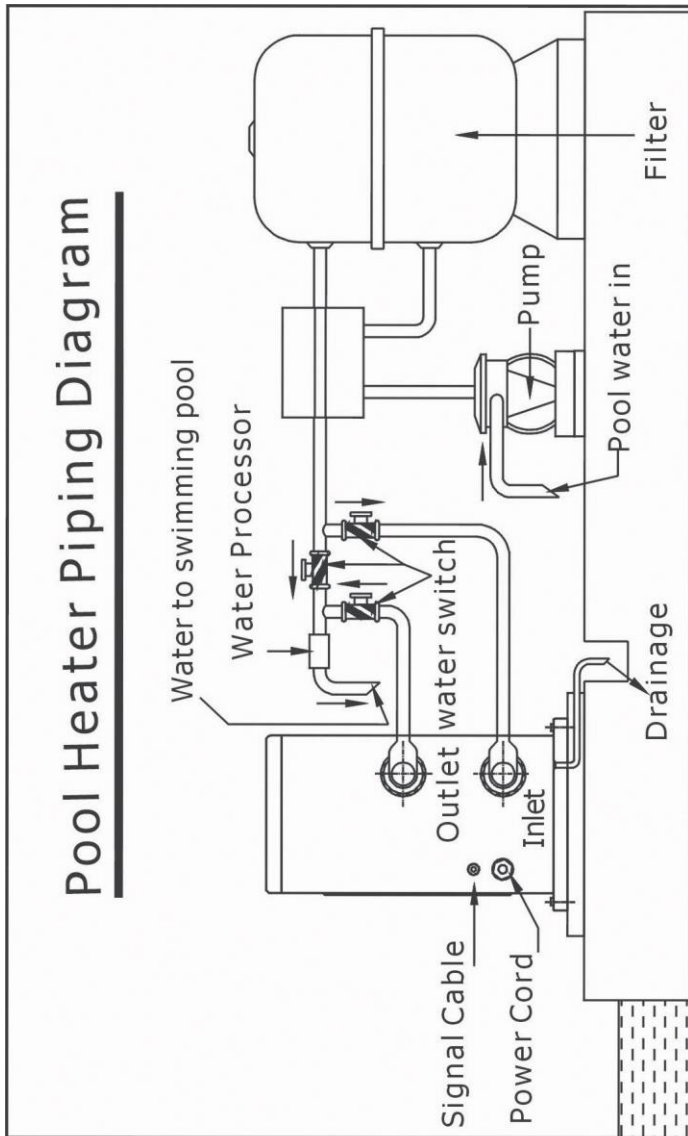 Pool Heater Piping Diagram
Water to swimming pool
Water Processor
water switch
Outlet
Inlet
Signal Cable
Power Cord
Pump
Pool water in
Filter
Drainage